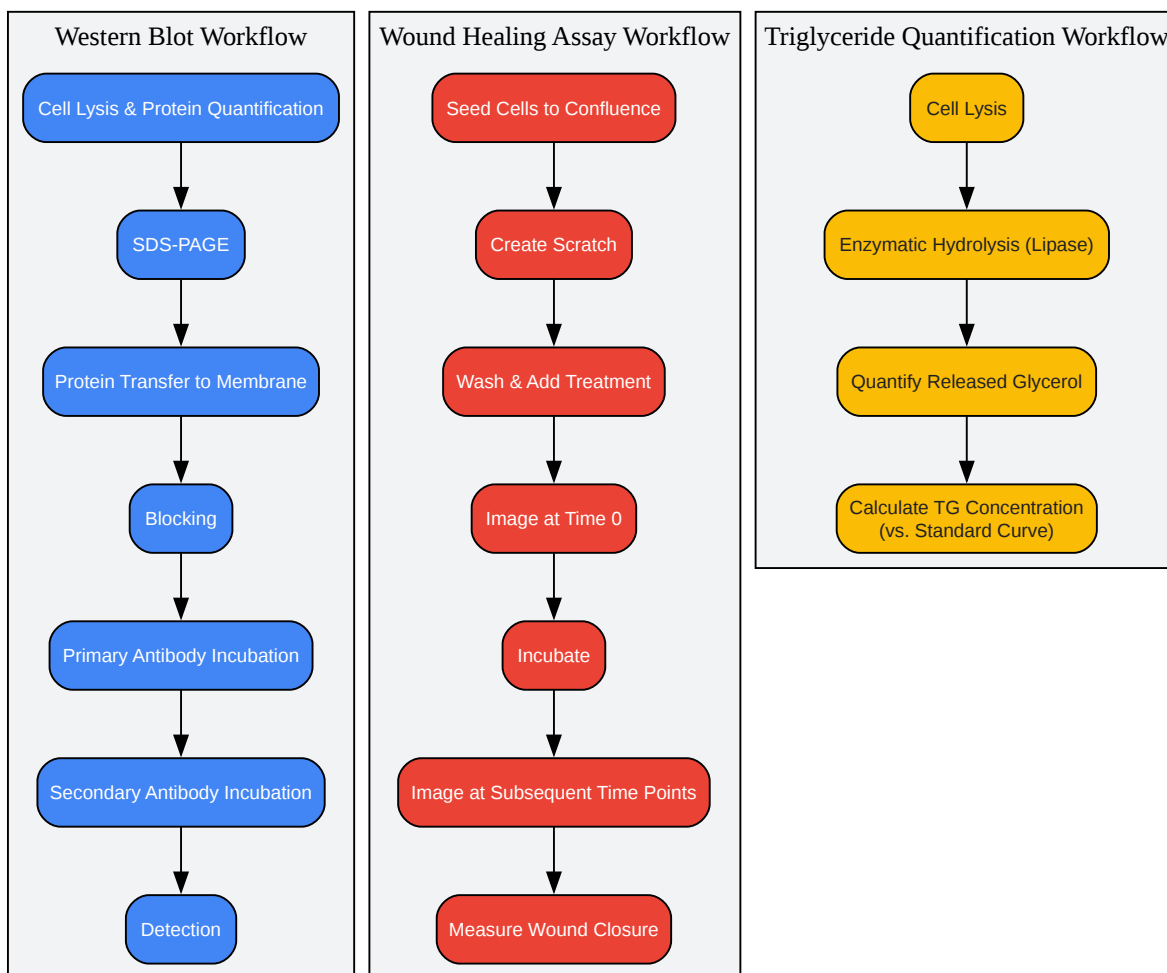 Western Blot Workflow
Cell Lysis & Protein Quantification
SDS-PAGE
Protein Transfer to Membrane
Blocking
Primary Antibody Incubation
Secondary Antibody Incubation
Detection
Wound Healing Assay Workflow
Seed Cells to Confluence
Create Scratch
Wash & Add Treatment
Image at Time 0
Incubate
Image at Subsequent Time Points
Measure Wound Closure
Triglyceride Quantification Workflow
Cell Lysis
Enzymatic Hydrolysis (Lipase)
Quantify Released Glycerol
Calculate TG Concentration
(vs. Standard Curve)